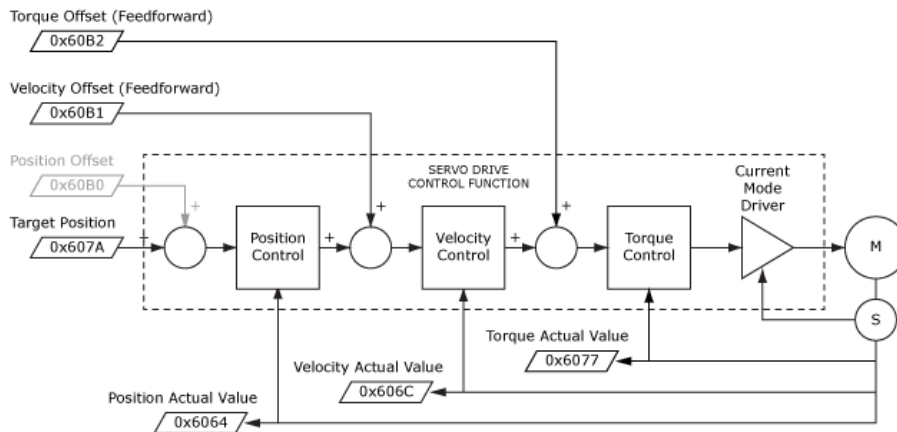 Torque Offset (Feedforward)
0x60B2
Velocity Offset (Feedforward)
0x60B1
Position Offset
0x60B0
Target Position
0x607A
+
+
SERVO DRIVE
CONTROL FUNCTION
Position
Control
+
+
Velocity
Control
+
+
Torque
Control
Current
Mode
Driver
M
S
Torque Actual Value
0x6077
Velocity Actual Value
0x606C
Position Actual Value
0x6064